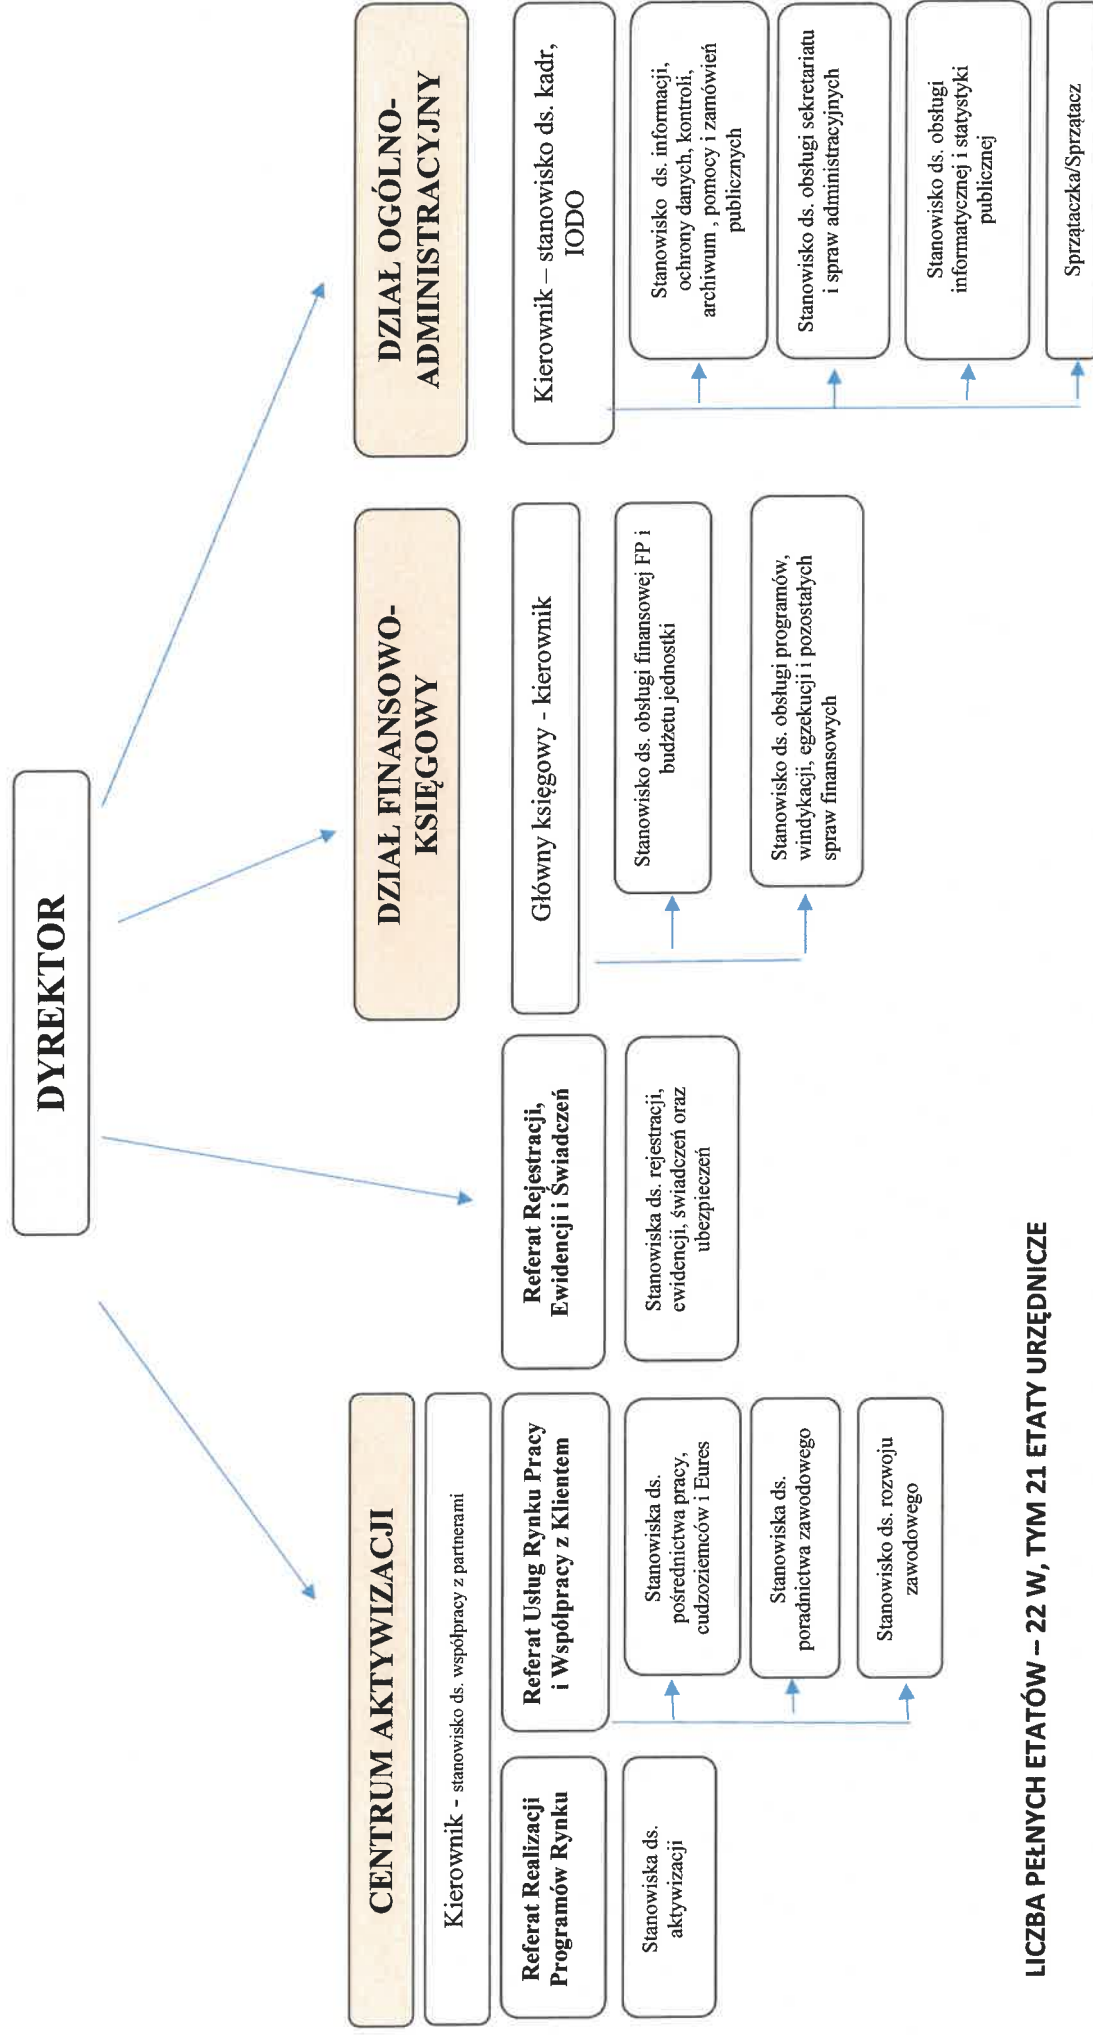 DYREKTOR
CENTRUM AKTYWIZACJI
Kierownik - stanowisko ds. współpracy z partnerami
Referat Realizacji
Programów Rynku
Stanowiska ds.
aktywizacji
Referat Usług Rynku Pracy
i Współpracy z Klientem
Stanowiska ds.
pośrednictwa pracy,
cudzoziemców i Eures
Stanowiska ds.
poradnictwa zawodowego
Stanowisko ds. rozwoju
zawodowego
Referat Rejestracji,
Ewidencji i Świadczeń
Stanowiska ds. rejestracji,
ewidencji, świadczeń oraz
ubezpieczeń
DZIAŁ FINANSOWO-
KSIĘGOWY
Główny księgowy - kierownik
Stanowisko ds. obsługi finansowej FP i
budżetu jednostki
Stanowisko ds. obsługi programów,
windykacji, egzekucji i pozostałych
spraw finansowych
DZIAŁ OGÓLNO-
ADMINISTRACYJNY
Kierownik – stanowisko ds. kadr,
IODO
Stanowisko ds. informacji,
ochrony danych, kontroli,
archiwum , pomocy i zamówień
publicznych
Stanowisko ds. obsługi sekretariatu
i spraw administracyjnych
Stanowisko ds. obsługi
informatycznej i statystyki
publicznej
Sprzątaczka/Sprzątacz
LICZBA PEŁNYCH ETATÓW – 22 W, TYM 21 ETATY URZĘDNICZE